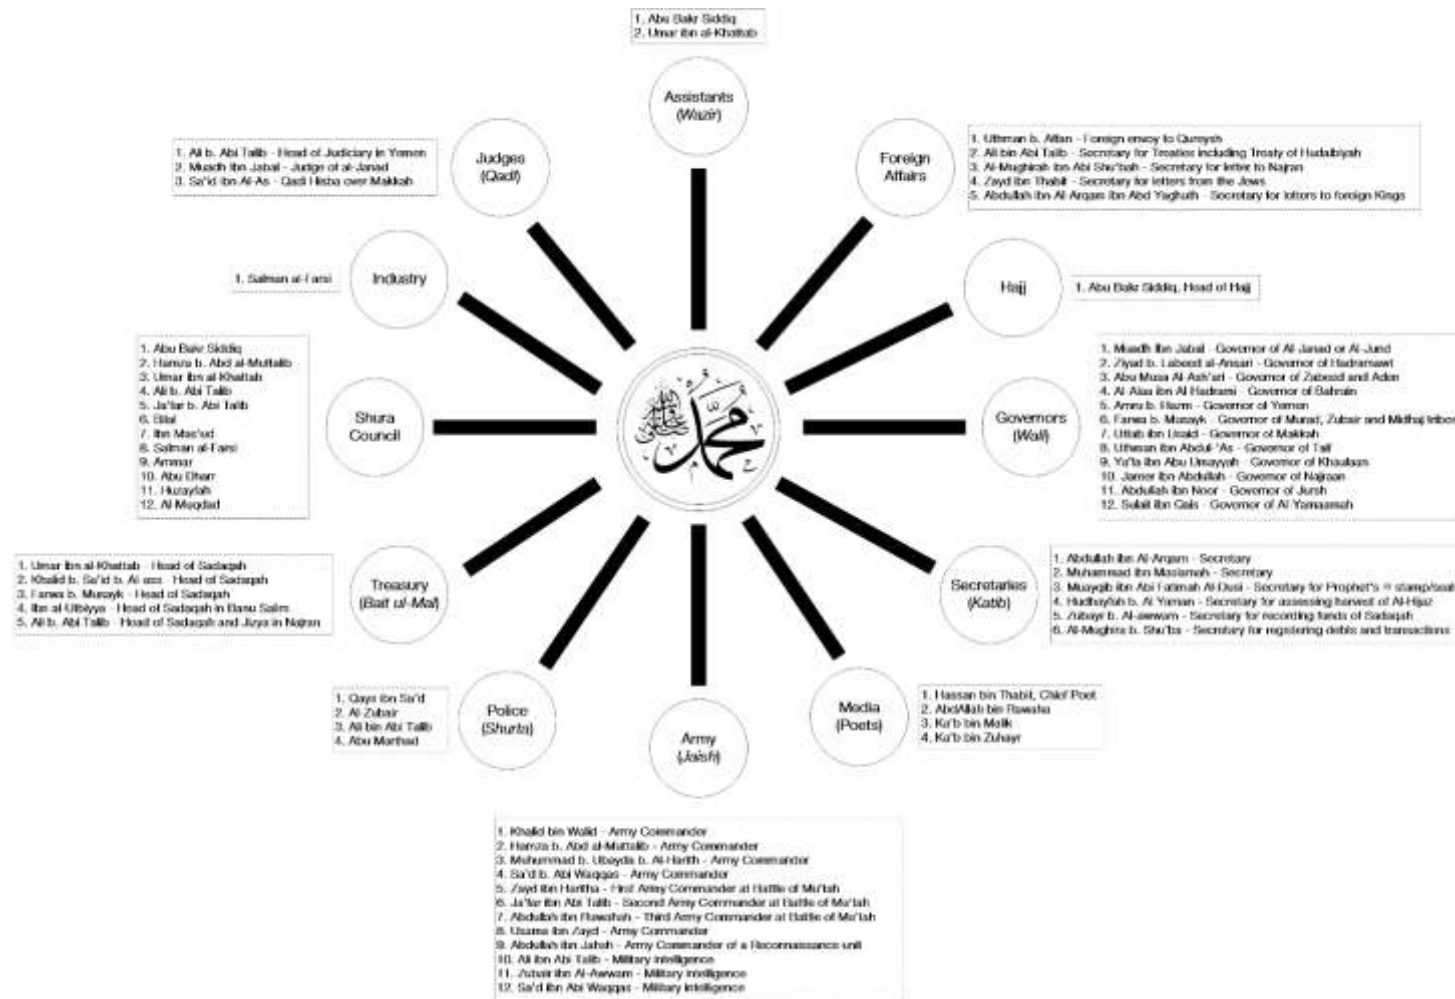 1. Abu Bakr Siddiq
2. Umar ibn al-Khattab
Assistants
(Wazir)
Foreign
Affairs
1. Uthman b. Affan - Foreign envoy to Qureysh
2. Ali bin Abi Talib - Secretary for Treaties including Treaty of Hudaibiyah
3. Al-Mughirah ibn Abi Shu'bah - Secretary for letter to Najran
4. Zayd ibn Thabit - Secretary for letters from the Jews
5. Abdullah ibn Al-Arqam ibn Abd Yaghuth - Secretary for letters to foreign Kings
Hajj
1. Abu Bakr Siddiq, Head of Hajj
Governors
(Wali)
1. Muadh ibn Jabal - Governor of Al-Janad or Al-Jund
2. Ziyad b. Labeed al-Ansari - Governor of Hadramawt
3. Abu Musa Al-Ash'ari - Governor of Zabeed and Aden
4. Al-Alaa ibn Al Hadrami - Governor of Bahrain
5. Amru b. Hazm - Governor of Yemen
6. Farwa b. Musayk - Governor of Murad, Zubair and Midhaj tribes
7. Uttab ibn Usaid - Governor of Makkah
8. Uthman ibn Abdul-'As - Governor of Taif
9. Ya'la ibn Abu Umayyah - Governor of Khaulaan
10. Jameer ibn Abdullah - Governor of Najraan
11. Abdullah ibn Noor - Governor of Jursh
12. Sulait ibn Qais - Governor of Al Yamaamah
Secretaries
(Katib)
1. Abdullah ibn Al-Arqam - Secretary
2. Muhammad ibn Maslamah - Secretary
3. Muayqib ibn Abi Fatimah Al-Dusi - Secretary for Prophet's ﷺ stamp/seal
4. Hudhayfah b. Al Yaman - Secretary for assessing harvest of Al-Hijaz
5. Zubayr b. Al-awwam - Secretary for recording funds of Sadaqah
6. Al-Mughira b. Shu'ba - Secretary for registering debts and transactions
Media
(Poets)
1. Hassan bin Thabit, Chief Poet
2. AbdAllah bin Rawaha
3. Ka'b bin Malik
4. Ka'b bin Zuhayr
Army
(Jaish)
1. Khalid bin Walid - Army Commander
2. Hamza b. Abd al-Muttalib - Army Commander
3. Muhummad b. Ubayda b. Al-Harith - Army Commander
4. Sa'd b. Abi Waqqas - Army Commander
5. Zayd ibn Haritha - First Army Commander at Battle of Mu'tah
6. Ja'far ibn Abi Talib - Second Army Commander at Battle of Mu'tah
7. Abdullah ibn Rawahah - Third Army Commander at Battle of Mu'tah
8. Usama ibn Zayd - Army Commander
9. Abdullah ibn Jahsh - Army Commander of a Reconnaissance unit
10. Ali ibn Abi Talib - Military intelligence
11. Zubair ibn Al-Awwam - Military intelligence
12. Sa'd ibn Abi Waqqas - Military intelligence
Police
(Shurta)
1. Qays ibn Sa'd
2. Al-Zubair
3. Ali bin Abi Talib
4. Abu Marthad
Treasury
(Bait ul-Mal)
1. Umar ibn al-Khattab - Head of Sadaqah
2. Khalid b. Sa'id b. Al-ass - Head of Sadaqah
3. Farwa b. Musayk - Head of Sadaqah
4. Ibn al-Utbiyya - Head of Sadaqah in Banu Salim
5. Ali b. Abi Talib - Head of Sadaqah and Jizya in Najran
Shura
Council
1. Abu Bakr Siddiq
2. Hamza b. Abd al-Muttalib
3. Umar ibn al-Khattab
4. Ali b. Abi Talib
5. Ja'far b. Abi Talib
6. Bilal
7. Ibn Mas'ud
8. Salman al-Farsi
9. Ammar
10. Abu Dharr
11. Huzayfah
12. Al Muqdad
Industry
1. Salman al-Farsi
Judges
(Qadi)
1. Ali b. Abi Talib - Head of Judiciary in Yemen
2. Muadh ibn Jabal - Judge of al-Janad
3. Sa'id ibn Al-As - Qadi Hisba over Makkah
محمد